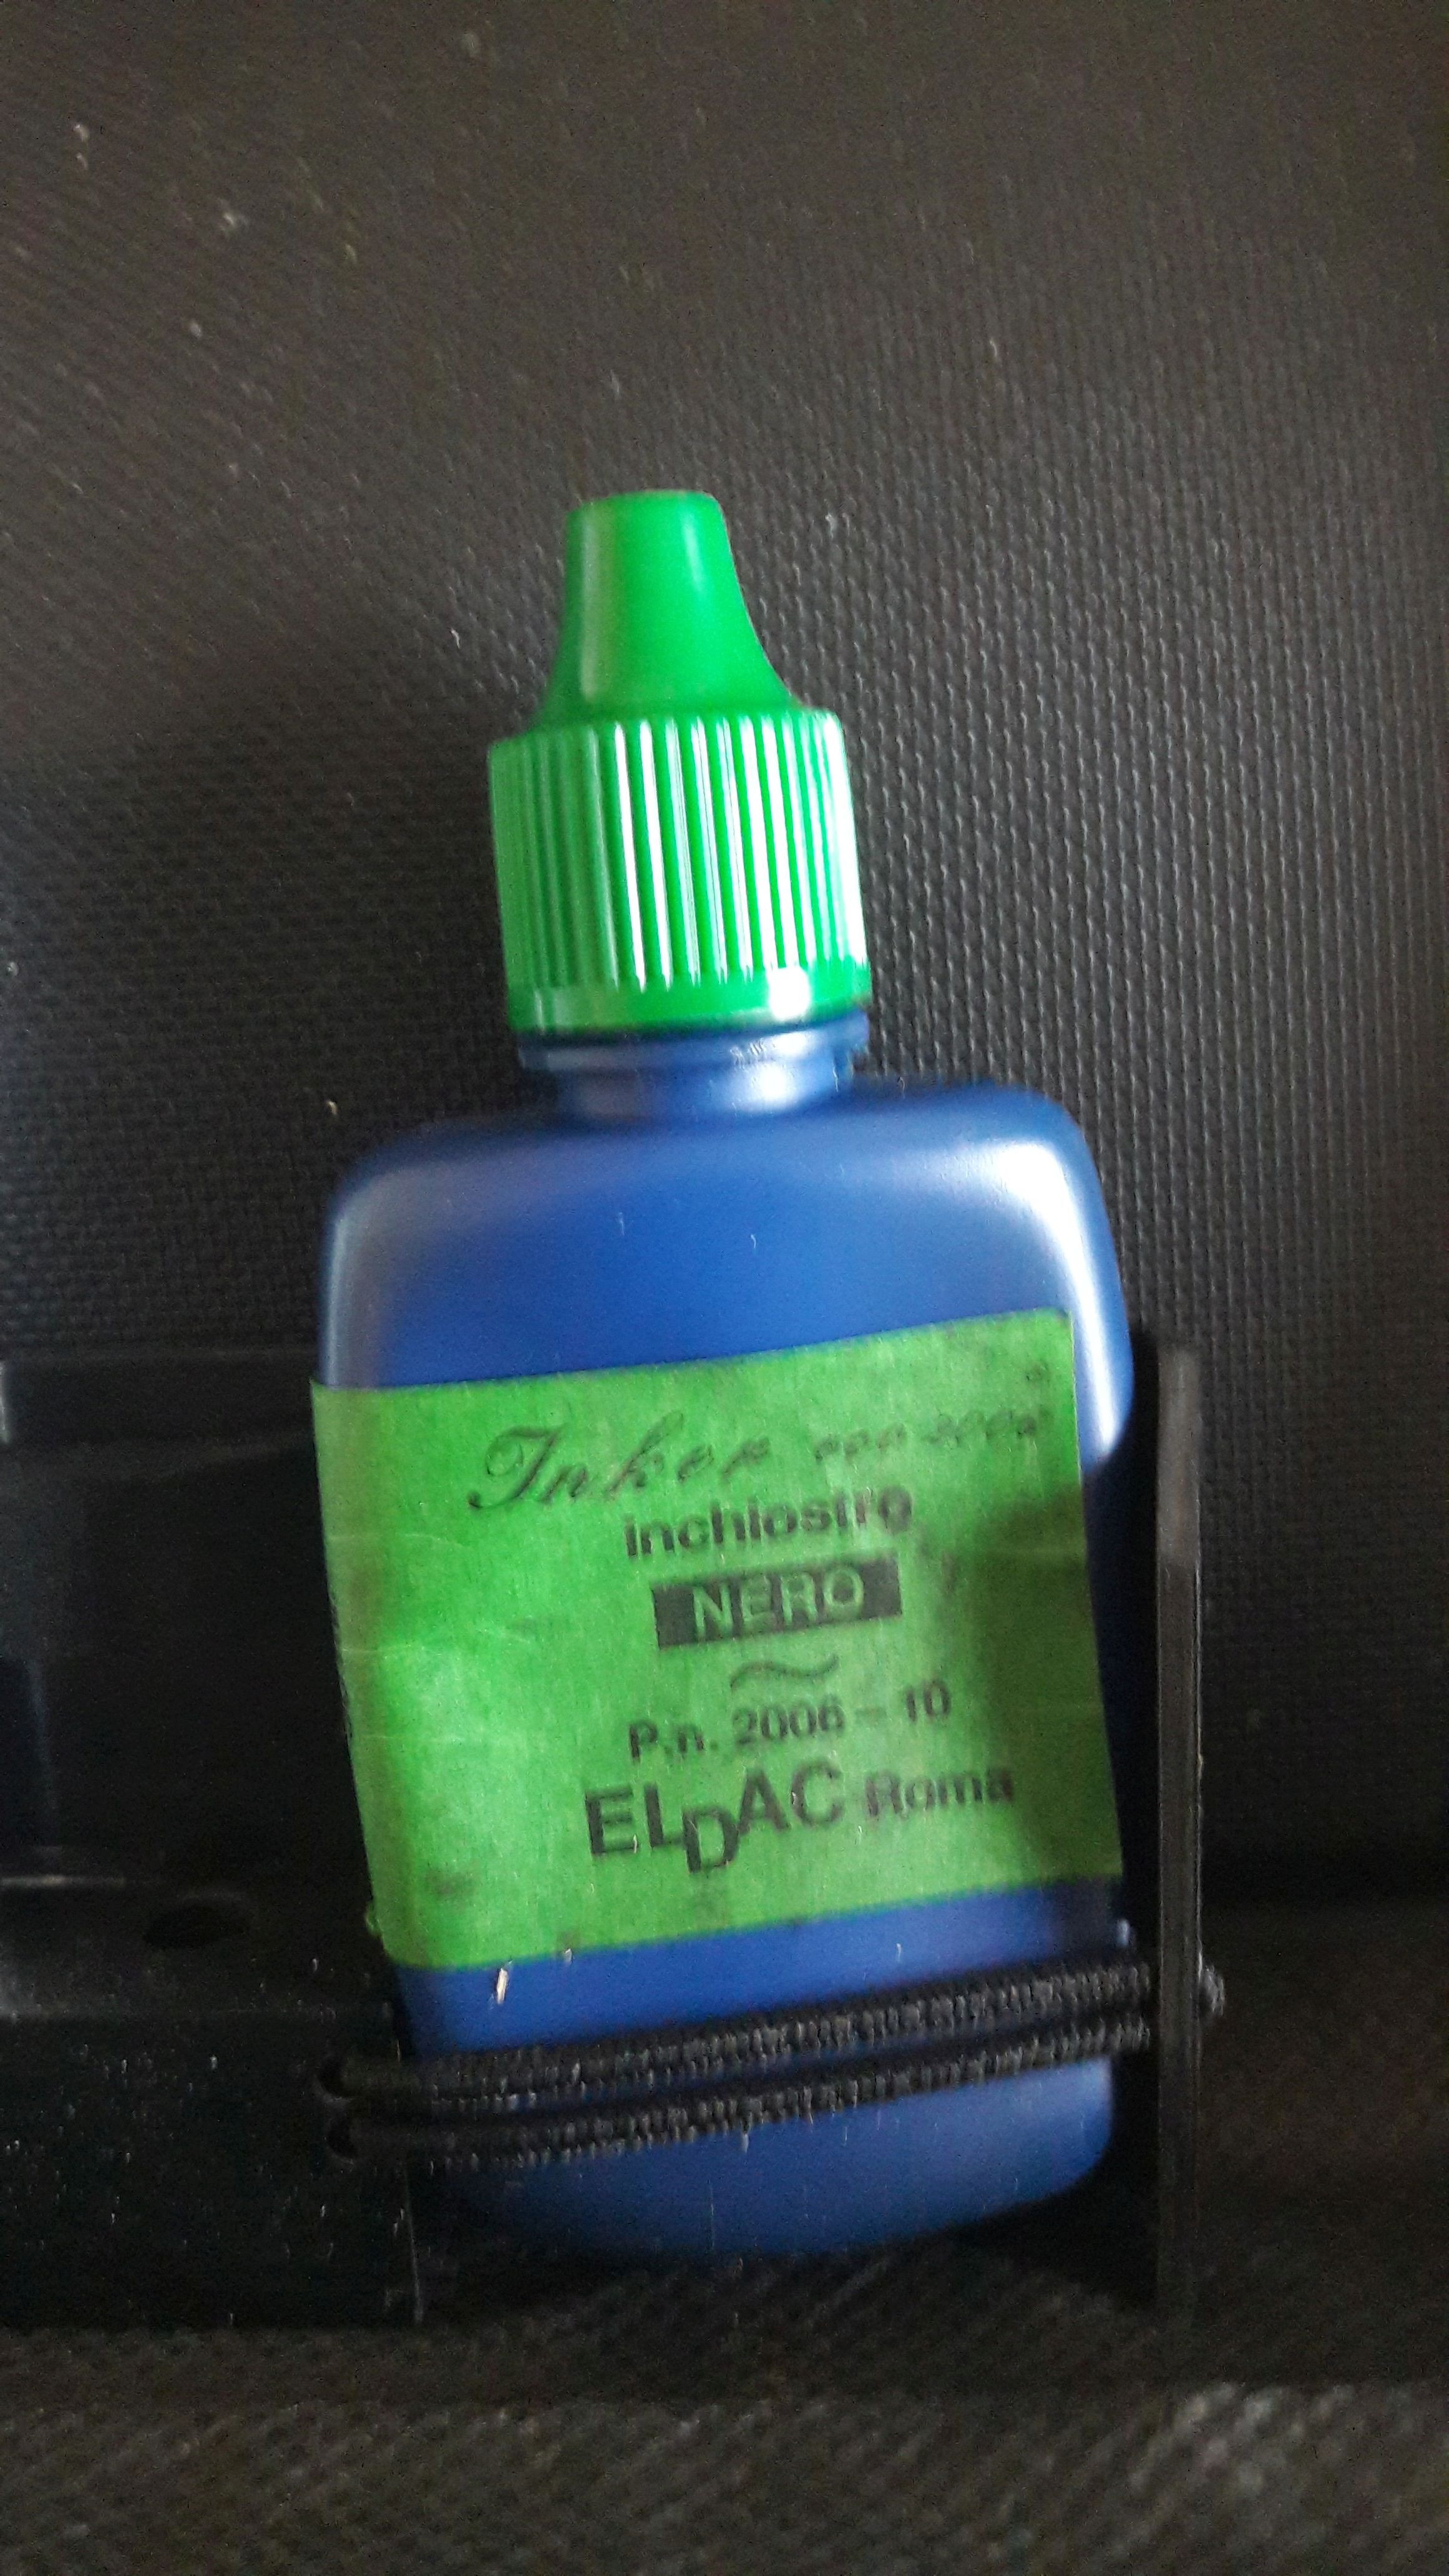 Inker
inchiostro
NERO
~
P.n. 2006 - 10
ELDAC Roma